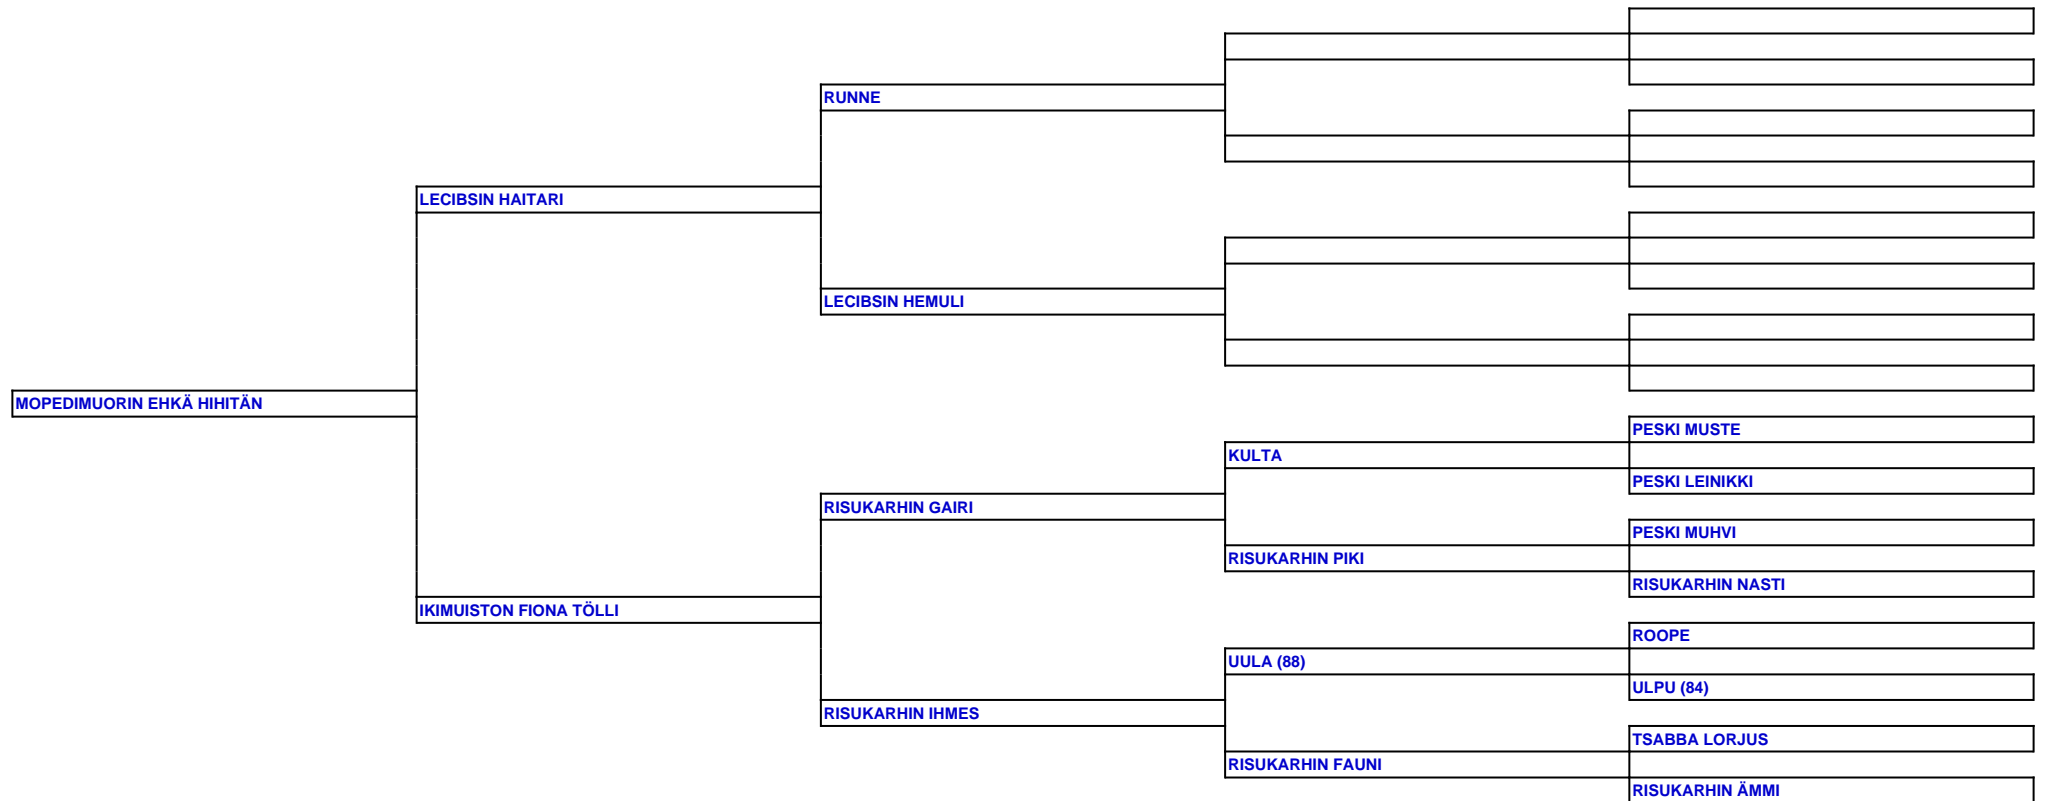 RUNNE
LECIBSIN HAITARI
LECIBSIN HEMULI
MOPEDIMUORIN EHKÄ HIHITÄN
PESKI MUSTE
KULTA
PESKI LEINIKKI
RISUKARHIN GAIRI
PESKI MUHVI
RISUKARHIN PIKI
RISUKARHIN NASTI
IKIMUISTON FIONA TÖLLI
ROOPE
UULA (88)
ULPU (84)
RISUKARHIN IHMES
TSABBA LORJUS
RISUKARHIN FAUNI
RISUKARHIN ÄMMI